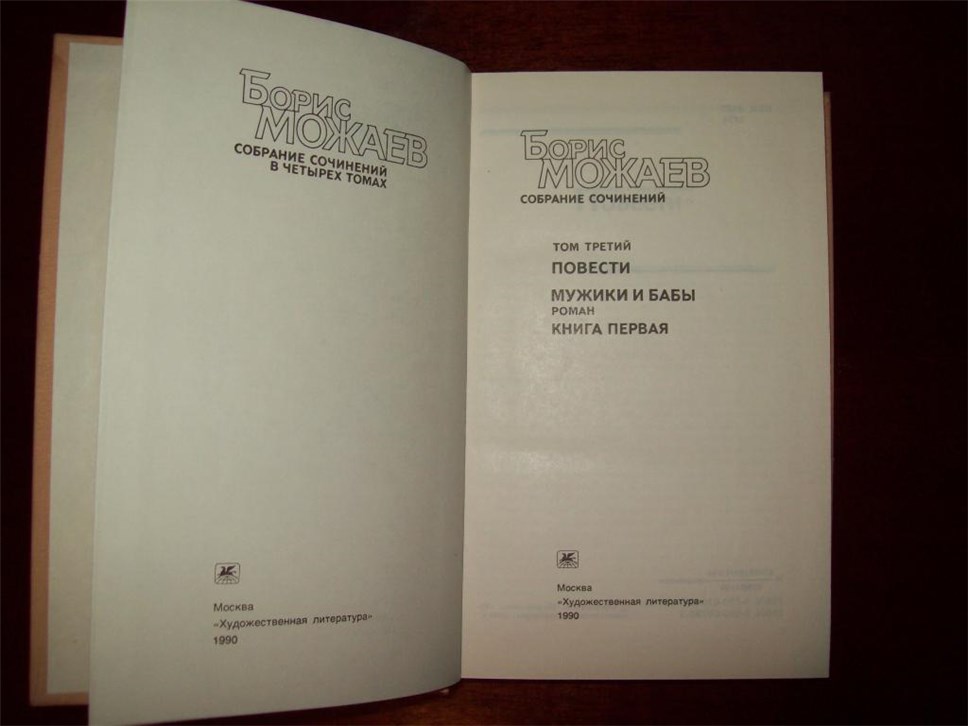 Борис
МОЖАЕВ
СОБРАНИЕ СОЧИНЕНИЙ
В ЧЕТЫРЕХ ТОМАХ
Москва
«Художественная литература»
1990
Борис
МОЖАЕВ
СОБРАНИЕ СОЧИНЕНИЙ
ТОМ ТРЕТИЙ
ПОВЕСТИ
МУЖИКИ И БАБЫ
РОМАН
КНИГА ПЕРВАЯ
Москва
«Художественная литература»
1990